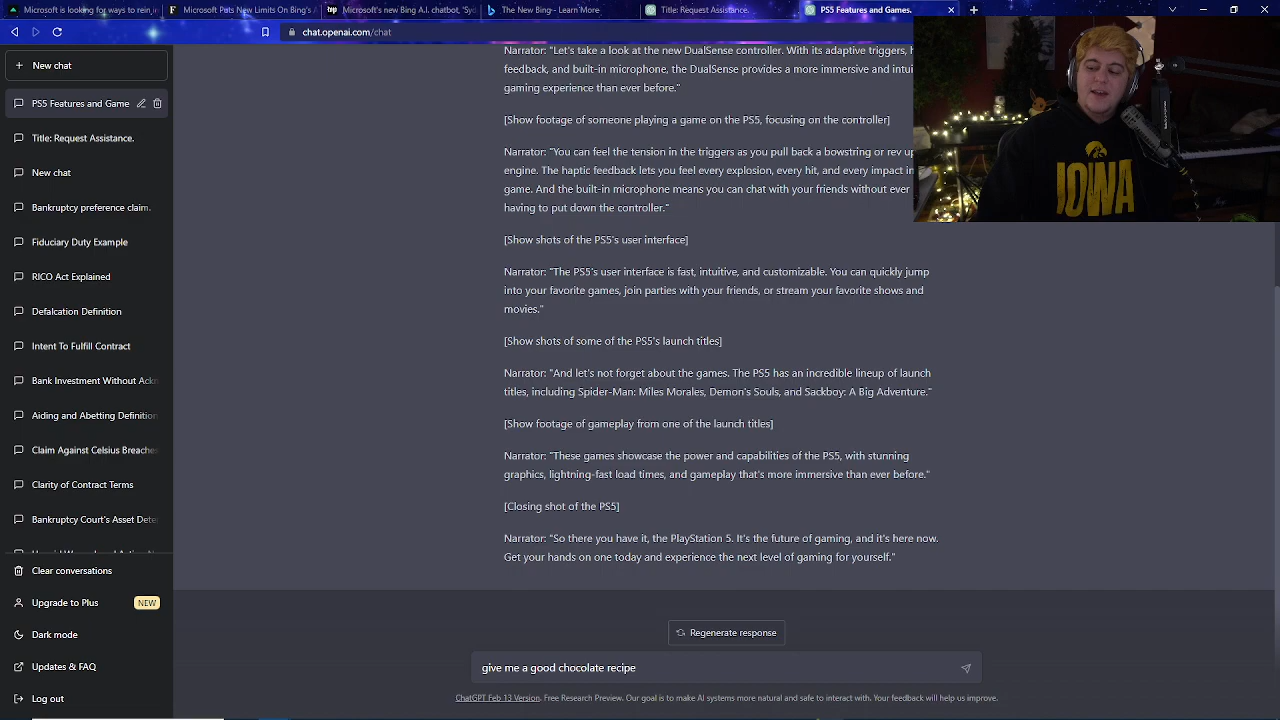 Microsoft is looking for ways to rein
Microsoft Pats New Limits On Bing's
Microsoft's new Bing A.I. chatbot, 'Sy
The New Bing - Learn More
Title: Request Assistance.
PS5 Features and Games.
chat.openai.com/chat
New chat
PS5 Features and Game
Title: Request Assistance.
New chat
Bankruptcy preference claim.
Fiduciary Duty Example
RICO Act Explained
Defalcation Definition
Intent To Fulfill Contract
Bank Investment With Ackn
Aiding and Abetting Definition
Claim Against Celsius Breaches
Clarity of Contract Terms
Bankruptcy Court's Asset Dete
Clear conversations
Upgrade to Plus
NEW
Dark mode
Updates & FAQ
Log out
Narrator: "Let's take a look at the new DualSense controller. With its adaptive triggers, h
feedback, and built-in microphone, the DualSense provides a more immersive and intui
gaming experience than ever before."
[Show footage of someone playing a game on the PS5, focusing on the controller]
Narrator: "You can feel the tension in the triggers as you pull back a bowstring or rev up
engine. The haptic feedback lets you feel every explosion, every hit, and every impact in
game. And the built-in microphone means you can chat with your friends without ever
having to put down the controller."
[Show shots of the PS5's user interface]
Narrator: "The PS5's user interface is fast, intuitive, and customizable. You can quickly jump
into your favorite games, join parties with your friends, or stream your favorite shows and
movies."
[Show shots of some of the PS5's launch titles]
Narrator: "And let's not forget about the games. The PS5 has an incredible lineup of launch
titles, including Spider-Man: Miles Morales, Demon's Souls, and Sackboy: A Big Adventure."
[Show footage of gameplay from one of the launch titles]
Narrator: "These games showcase the power and capabilities of the PS5, with stunning
graphics, lightning-fast load times, and gameplay that's more immersive than ever before."
[Closing shot of the PS5]
Narrator: "So there you have it, the PlayStation 5. It's the future of gaming, and it's here now.
Get your hands on one today and experience the next level of gaming for yourself."
Regenerate response
give me a good chocolate recipe
ChatGPT Feb 13 Version. Free Research Preview. Our goal is to make AI systems more natural and safe to interact with. Your feedback will help us improve.
IOWA